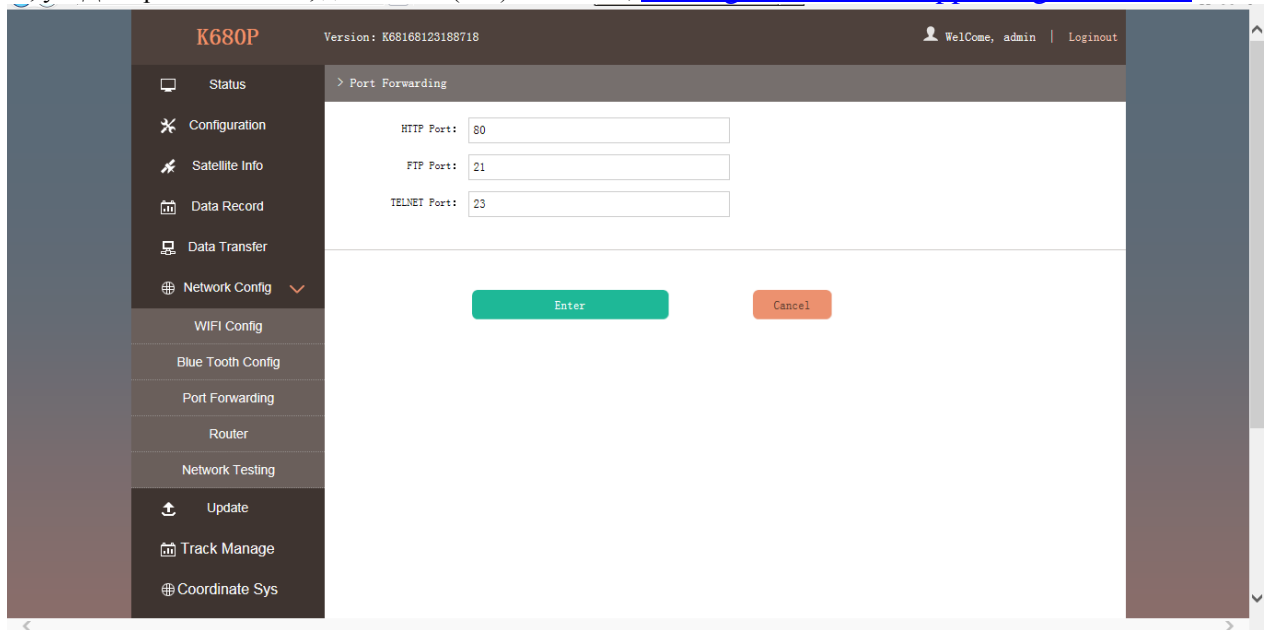 K680P
Version: K68168123188718
WelCome, admin | Loginout
Status
> Port Forwarding
Configuration
HTTP Port: 80
Satellite Info
FTP Port: 21
Data Record
TELNET Port: 23
Data Transfer
Network Config
Enter
Cancel
WIFI Config
Blue Tooth Config
Port Forwarding
Router
Network Testing
Update
Track Manage
Coordinate Sys